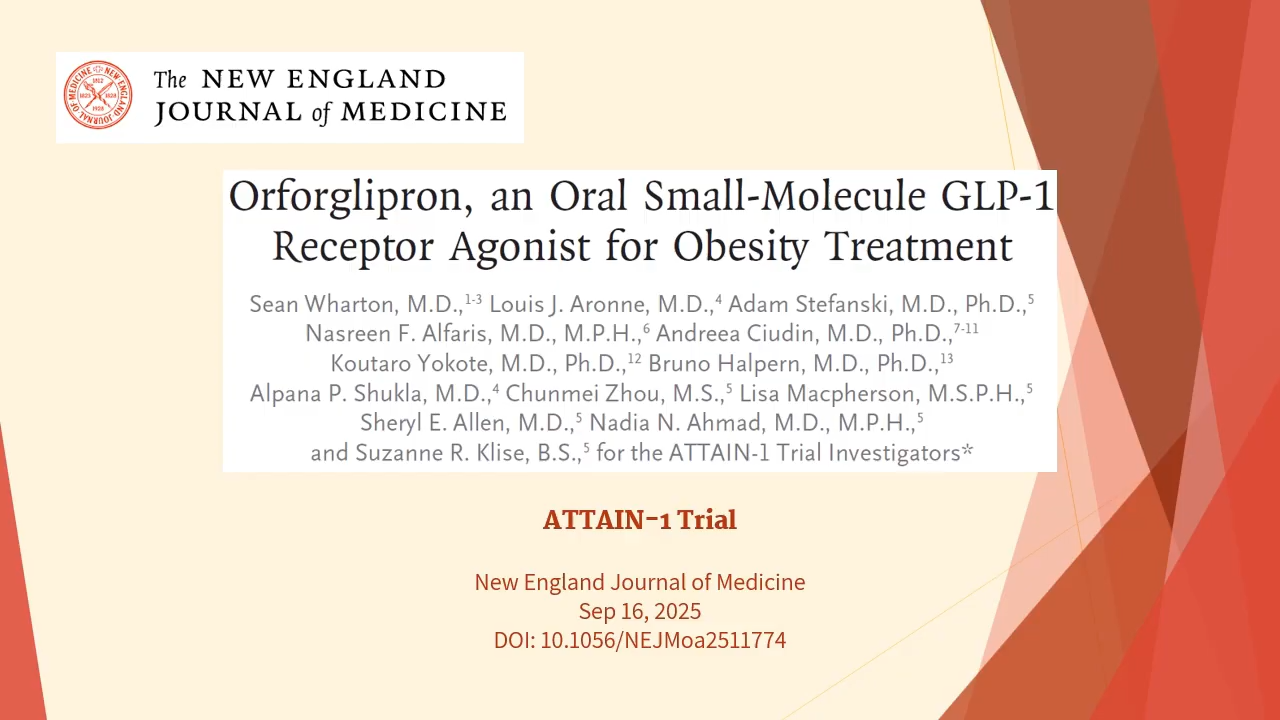 The NEW ENGLAND
JOURNAL of MEDICINE
Orforglipron, an Oral Small-Molecule GLP-1
Receptor Agonist for Obesity Treatment
Sean Wharton, M.D.,1-3 Louis J. Aronne, M.D.,4 Adam Stefanski, M.D., Ph.D.,5
Nasreen F. Alfaris, M.D., M.P.H.,6 Andreea Ciudin, M.D., Ph.D.,7-11
Koutaro Yokote, M.D., Ph.D.,12 Bruno Halpern, M.D., Ph.D.,13
Alpana P. Shukla, M.D.,4 Chunmei Zhou, M.S.,5 Lisa Macpherson, M.S.P.H.,5
Sheryl E. Allen, M.D.,5 Nadia N. Ahmad, M.D., M.P.H.,5
and Suzanne R. Klise, B.S.,5 for the ATTAIN-1 Trial Investigators*
ATTAIN-1 Trial
New England Journal of Medicine
Sep 16, 2025
DOI: 10.1056/NEJMoa2511774